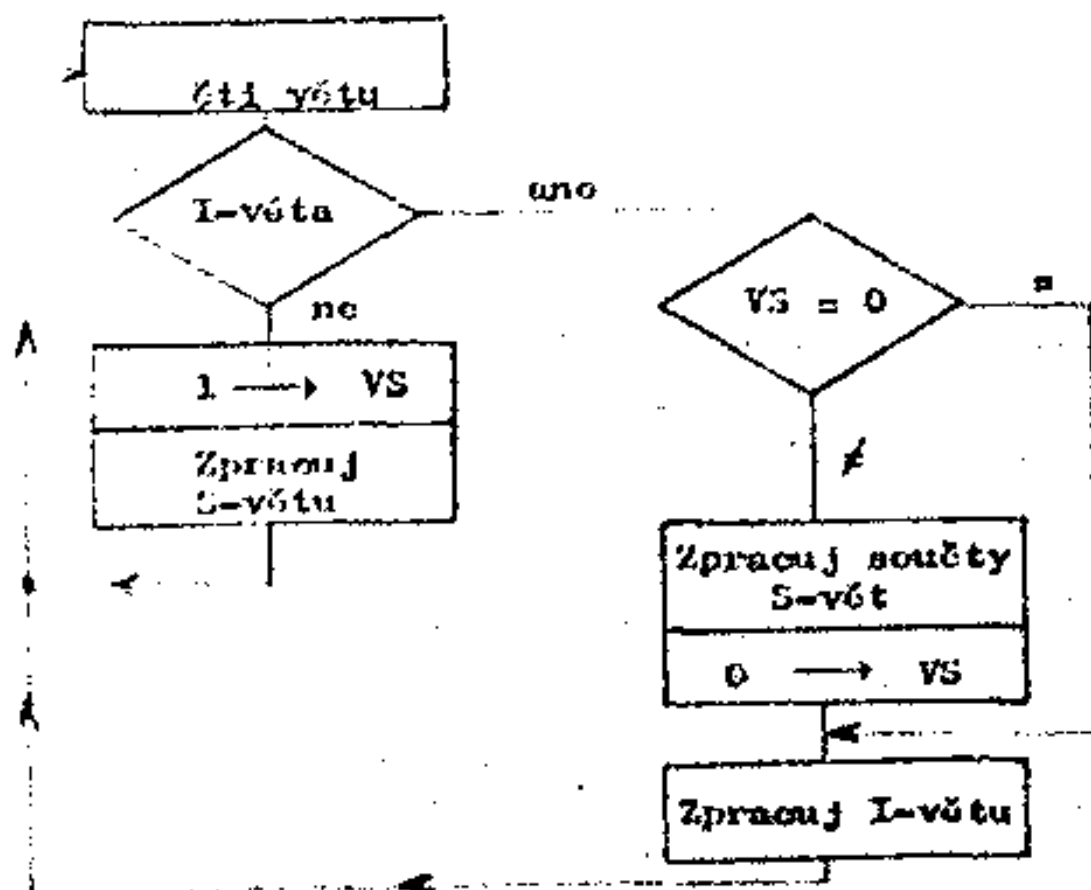 čti větu
I-věta
ano
VS = 0
=
ne
1 → VS
Zpracuj
S-větu
≠
Zpracuj součty
S-vět
0 → VS
Zpracuj I-větu